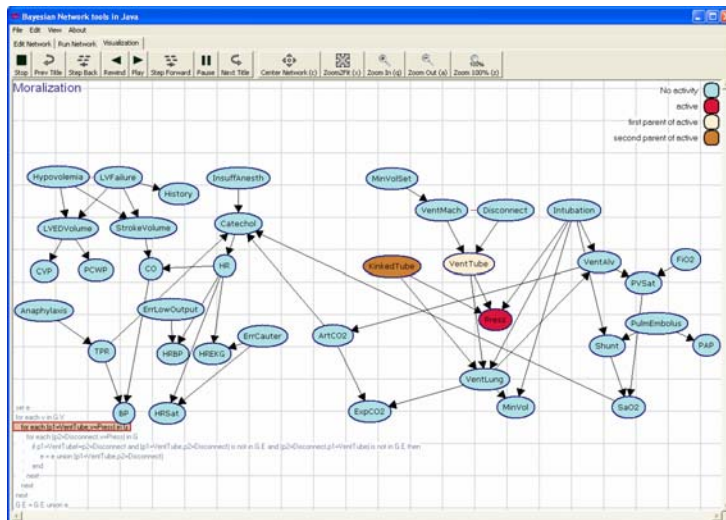 Bayesian Network tools in Java
File Edit View About
Edit Network Run Network Visualization
Stop Prev Title Step Back Rewind Play Step Forward Pause Next Title Center Network (c) Zoom2Fit (x) Zoom In (q) Zoom Out (a) Zoom 100% (z)
Moralization
No activity
active
first parent of active
second parent of active
Hypovolemia LVFailure InsuffAnesth MinVolSet
History
VentMach Disconnect Intubation
LVEDVolume StrokeVolume Catechol
CVP PCWP CO HR KinkedTube VentTube VentAlv FiO2
PVSat
Anaphylaxis ErrLowOutput Press PulmEmbolus
TPR HRBP HREKG ErrCauter ArtCO2 Shunt PAP
VentLung
BP HRSat ExpCO2 MinVol SaO2
set e
for each v in G.V
for each (p1=VentTube,v=Press) in G
for each (p2=Disconnect,v=Press) in G
if p1=VentTube!=p2=Disconnect and (p1=VentTube,p2=Disconnect) is not in G.E and (p2=Disconnect,p1=VentTube) is not in G.E then
e = e union (p1=VentTube,p2=Disconnect)
end
next
next
next
G.E = G.E union e